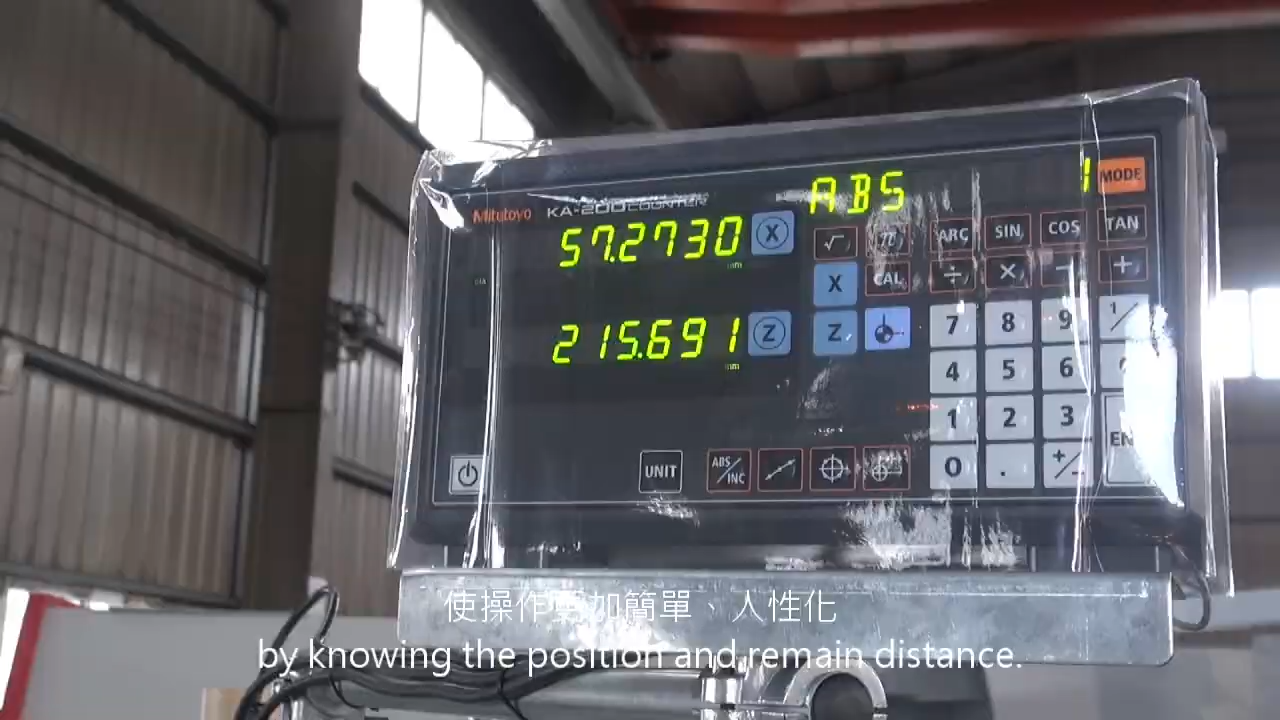 Mitutoyo KA-200 COUNTER
ABS 1 MODE
57.2730 X
mm
DIA
√ π ARC SIN COS TAN
X CAL ÷ × − +
215.691 Z
mm
Z 7 8 9 1/
4 5 6
1 2 3
0 . +/−
UNIT ABS/INC
使操作更加簡單、人性化
by knowing the position and remain distance.